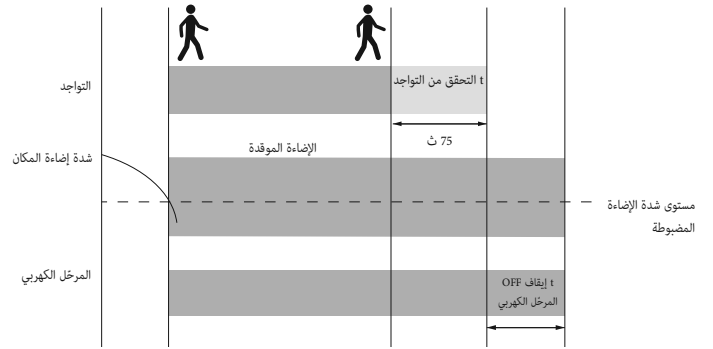 التواجد
t التحقق من التواجد
75 ث
شدة إضاءة المكان
الإضاءة الموقدة
مستوى شدة الإضاءة
المضبوطة
المرحّل الكهربي
t إيقاف OFF
المرحّل الكهربي